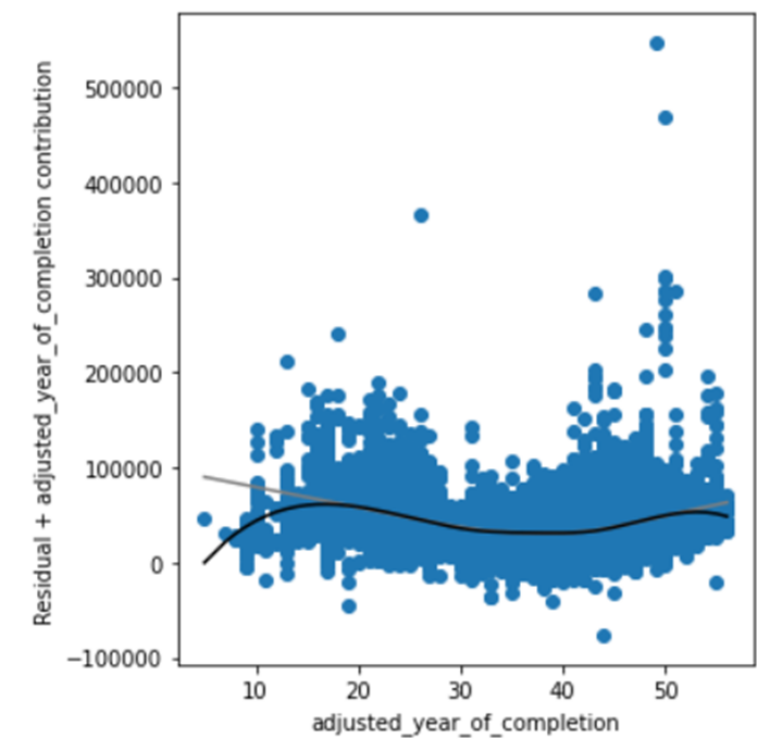 Residual + adjusted_year_of_completion contribution
500000
400000
300000
200000
100000
0
−100000
10 20 30 40 50
adjusted_year_of_completion